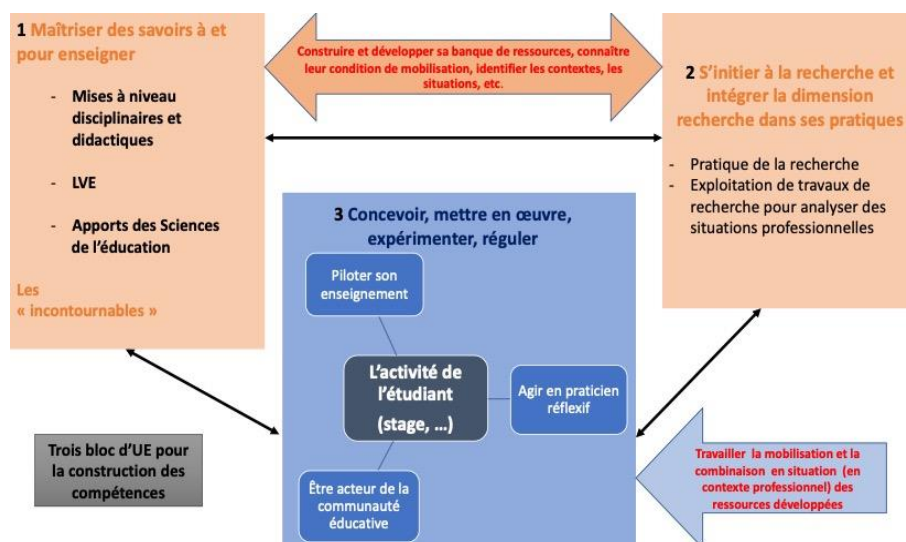 1 Maîtriser des savoirs à et
pour enseigner
- Mises à niveau
disciplinaires et
didactiques
- LVE
- Apports des Sciences
de l'éducation
Les
« incontournables »
Construire et développer sa banque de ressources, connaître
leur condition de mobilisation, identifier les contextes, les
situations, etc.
2 S'initier à la recherche et
intégrer la dimension
recherche dans ses pratiques
- Pratique de la recherche
- Exploitation de travaux de
recherche pour analyser des
situations professionnelles
3 Concevoir, mettre en œuvre,
expérimenter, réguler
Piloter son
enseignement
L'activité de
l'étudiant
(stage, ...)
Agir en praticien
réflexif
Être acteur de la
communauté
éducative
Trois bloc d'UE pour
la construction des
compétences
Travailler la mobilisation et la
combinaison en situation (en
contexte professionnel) des
ressources développées